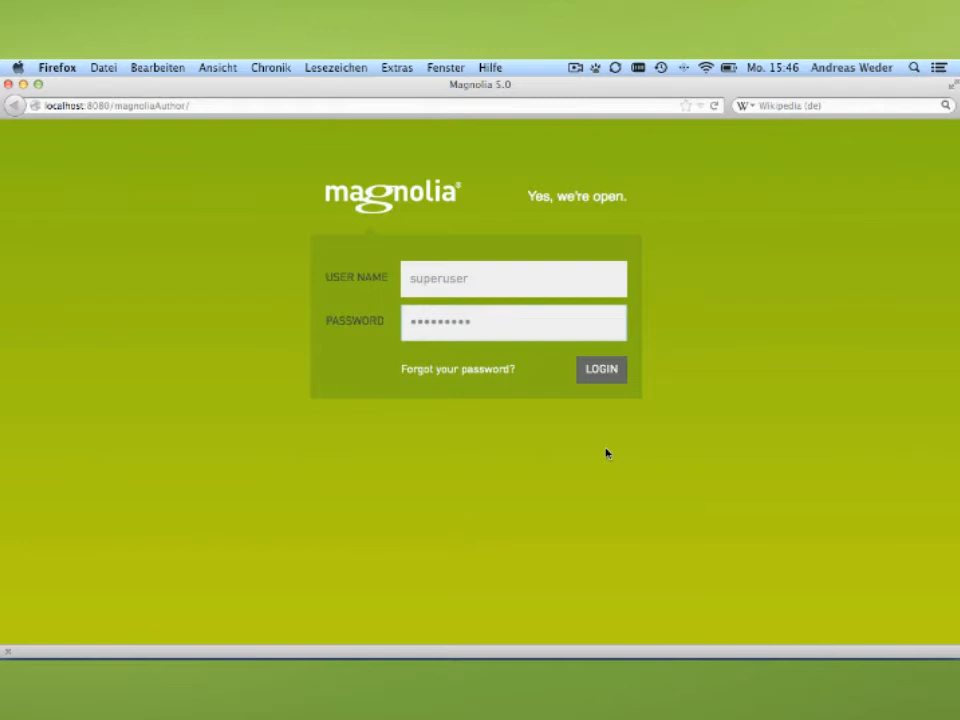 Firefox Datei Bearbeiten Ansicht Chronik Lesezeichen Extras Fenster Hilfe Mo. 15:46 Andreas Weder
Magnolia 5.0
localhost:8080/magnoliaAuthor/ W Wikipedia (de)
magnolia® Yes, we're open.
USER NAME superuser
PASSWORD •••••••••
Forgot your password? LOGIN